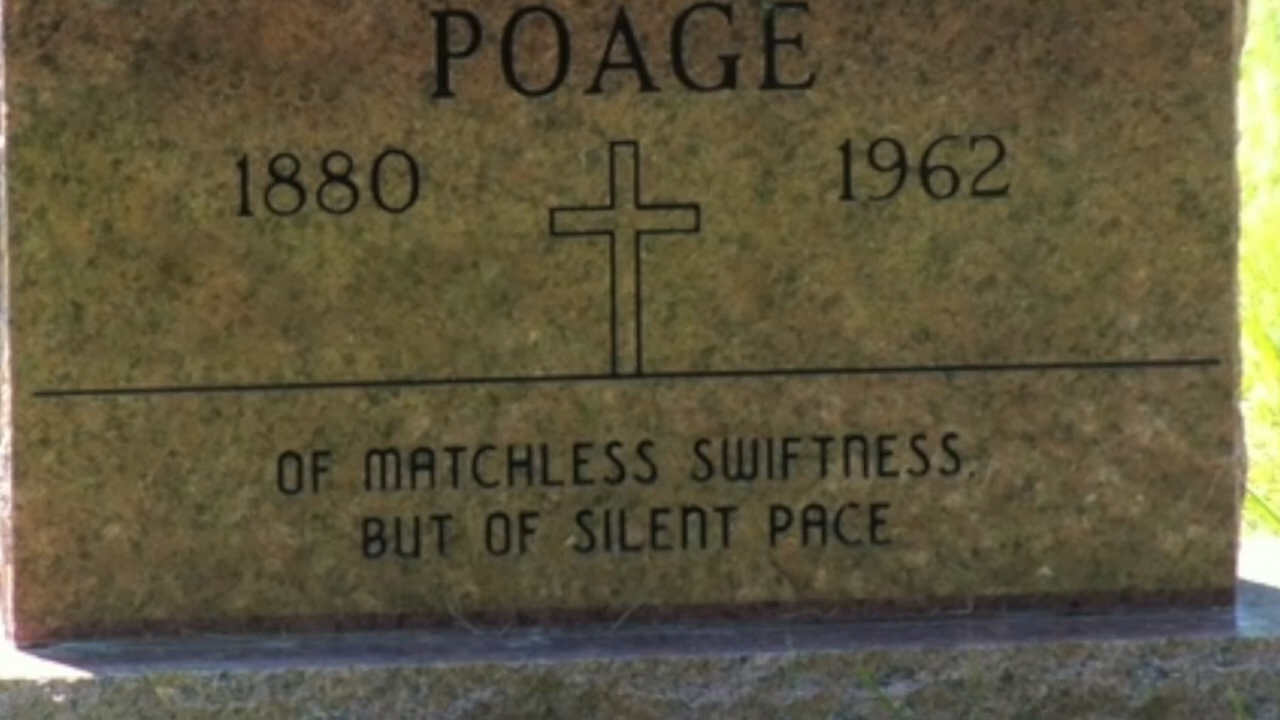 POAGE
1880 1962
OF MATCHLESS SWIFTNESS,
BUT OF SILENT PACE